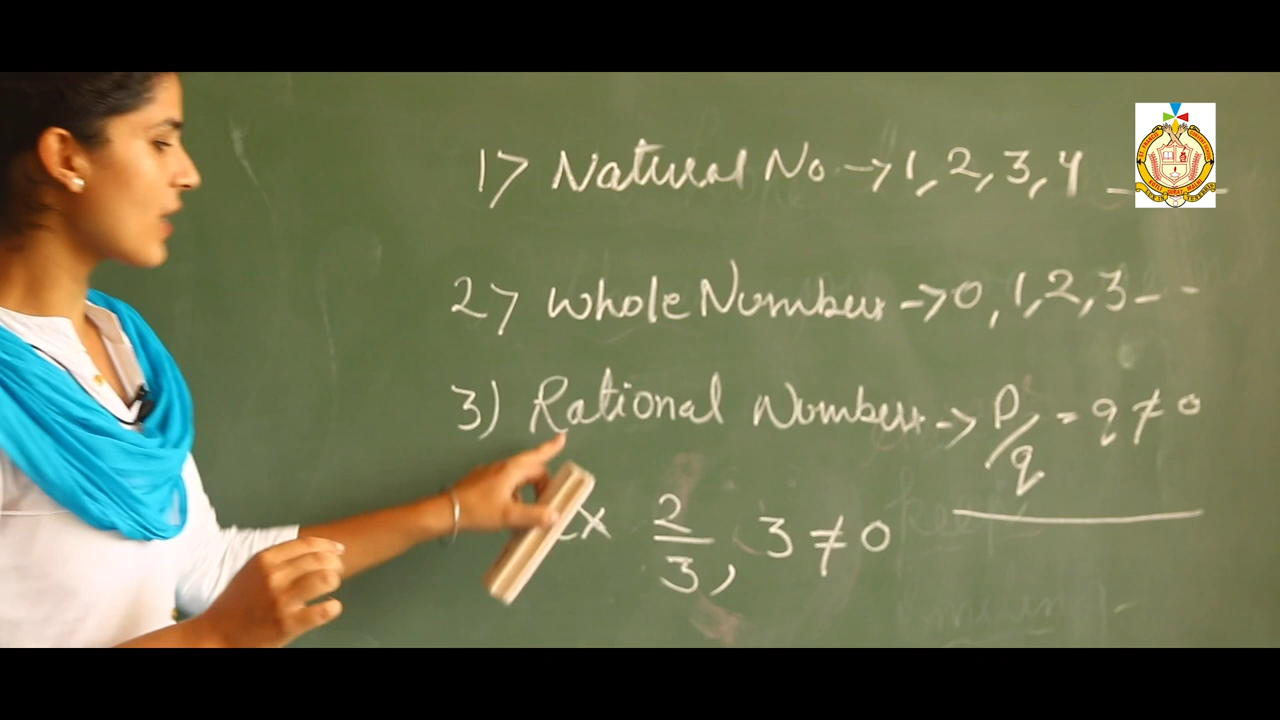 1> Natural No -> 1, 2, 3, 4 _ _ _
2> Whole Numbers -> 0, 1, 2, 3 - - -
3) Rational Numbers -> P/q = q ≠ 0
Ex 2/3, 3 ≠ 0